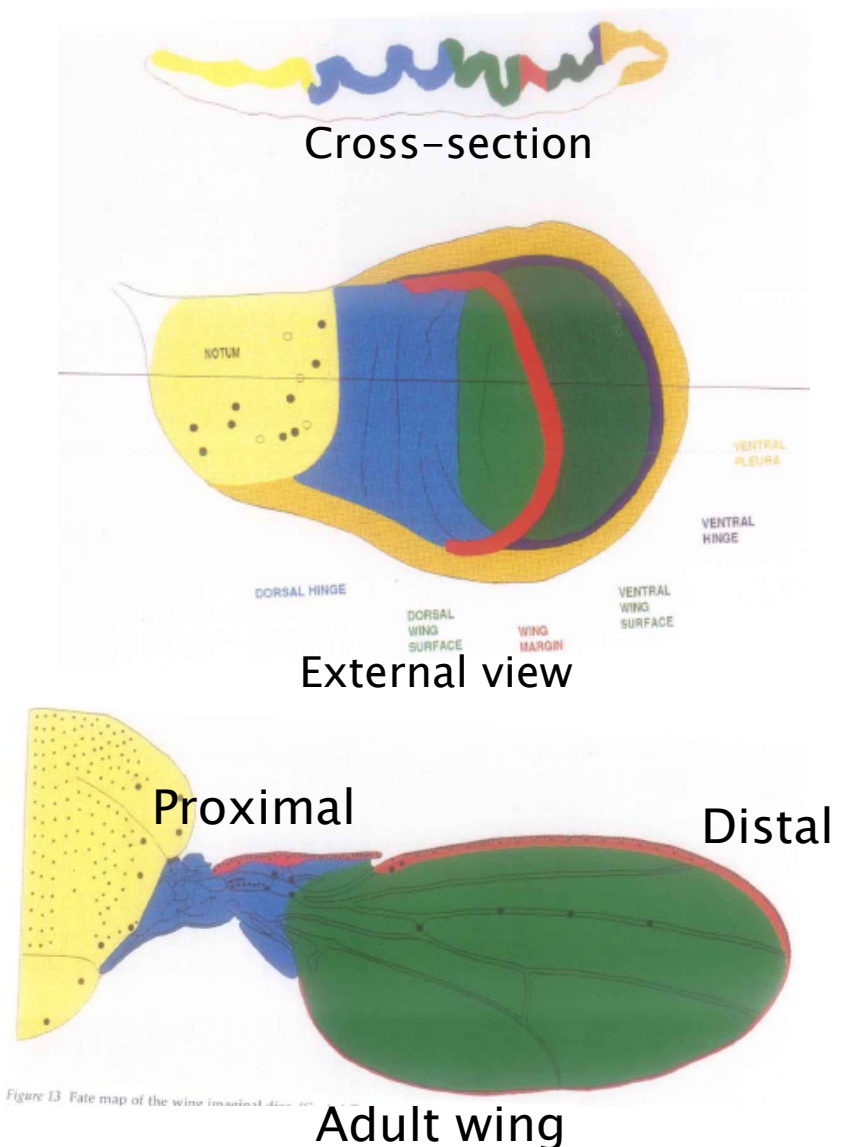 Cross-section
NOTUM
VENTRAL
PLEURA
VENTRAL
HINGE
DORSAL HINGE
DORSAL
WING
SURFACE
WING
MARGIN
VENTRAL
WING
SURFACE
External view
Proximal
Distal
Figure 13 Fate map of the wing imaginal
Adult wing